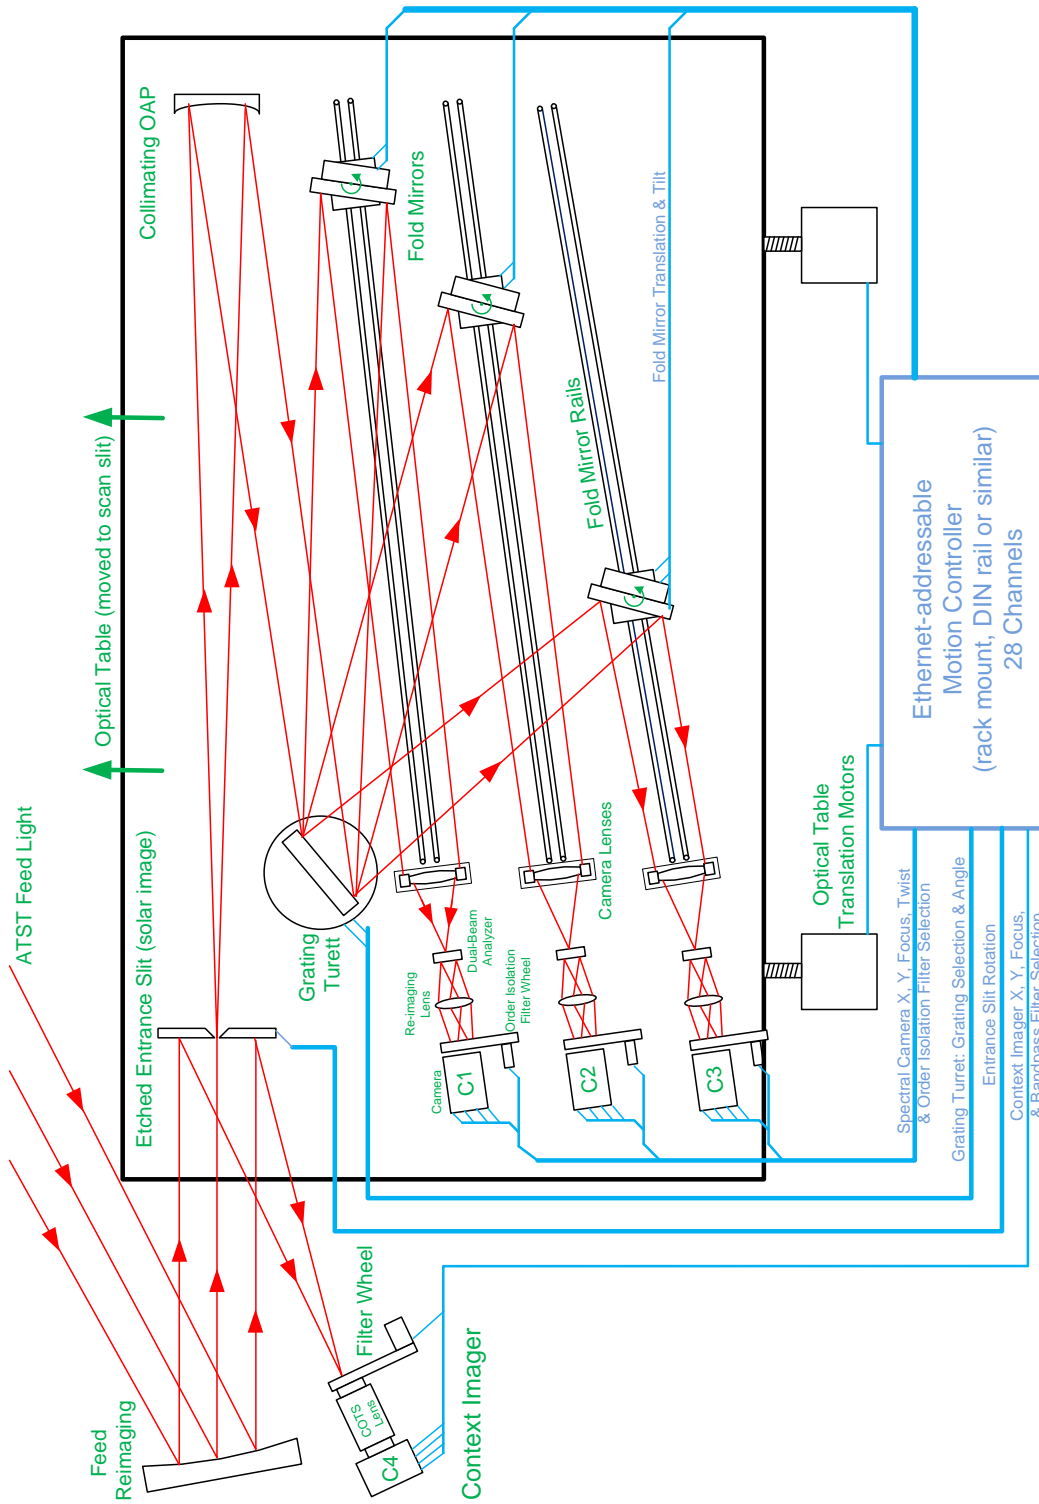 ATST Feed Light
Feed
Reimaging
Etched Entrance Slit (solar image)
Optical Table (moved to scan slit)
Collimating OAP
Grating
Turett
Fold Mirrors
Fold Mirror Rails
Fold Mirror Translation & Tilt
Re-imaging
Lens
Dual-Beam
Analyzer
Order Isolation
Filter Wheel
Camera
C1
C2
C3
Camera Lenses
Filter Wheel
COTS
Lens
C4
Context Imager
Optical Table
Translation Motors
Spectral Camera X, Y, Focus, Twist
& Order Isolation Filter Selection
Grating Turret: Grating Selection & Angle
Entrance Slit Rotation
Context Imager X, Y, Focus,
& Bandpass Filter Selection
Ethernet-addressable
Motion Controller
(rack mount, DIN rail or similar)
28 Channels